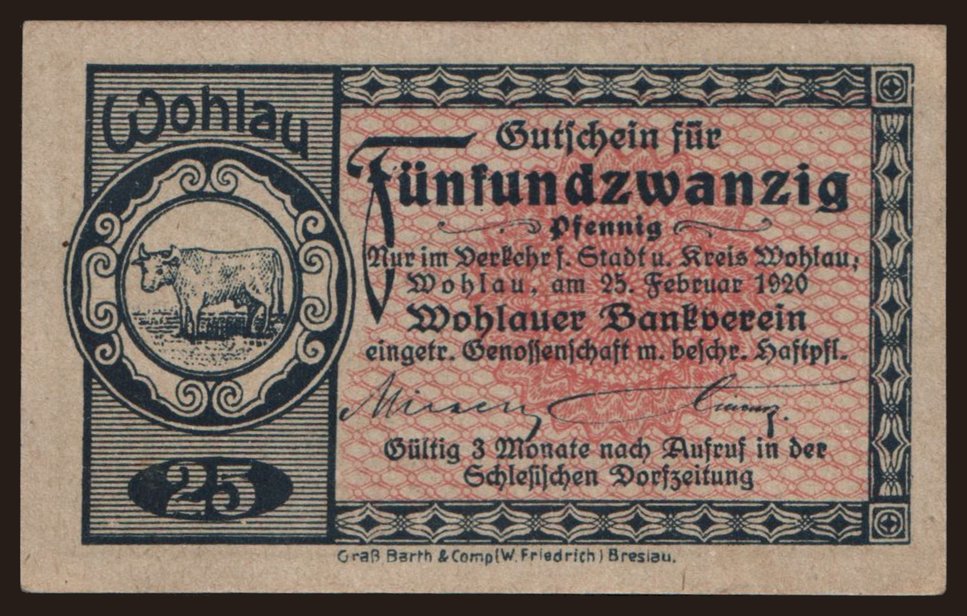 Wohlau
Gutschein für
Fünfundzwanzig
Pfennig
Nur im Verkehr f. Stadt u. Kreis Wohlau,
Wohlau, am 25. Februar 1920
Wohlauer Bankverein
eingetr. Genossenschaft m. beschr. Haftpfl.
Gültig 3 Monate nach Aufruf in der
Schlesischen Dorfzeitung
25
Graß Barth & Comp (W. Friedrich) Breslau.